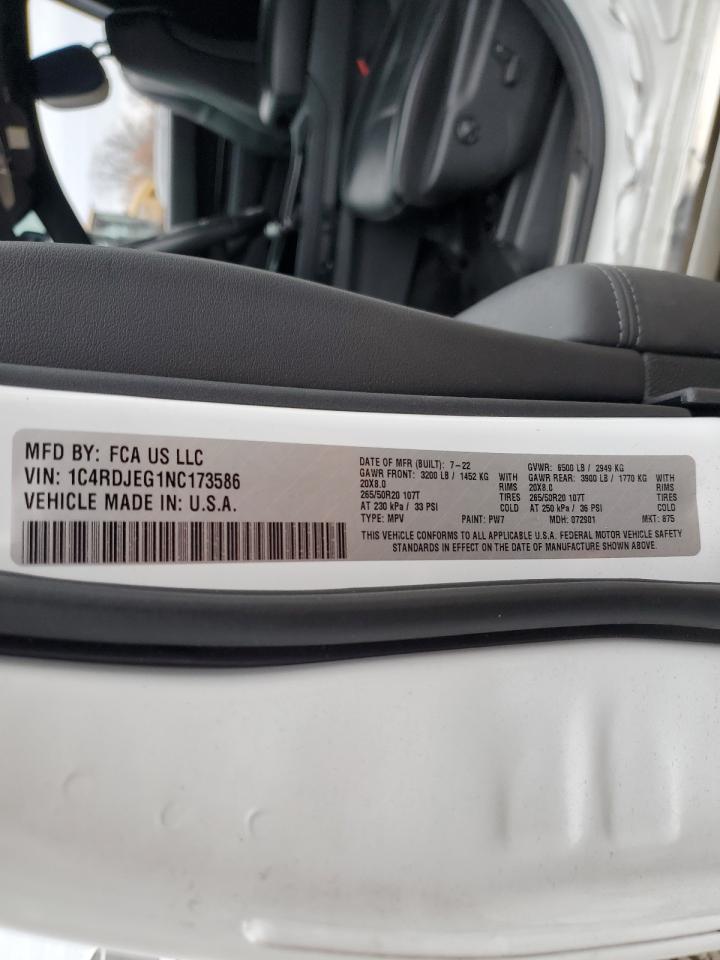 MFD BY: FCA US LLC
VIN: 1C4RDJEG1NC173586
VEHICLE MADE IN: U.S.A.
DATE OF MFR (BUILT): 7-22
GAWR FRONT: 3200 LB / 1452 KG WITH
20X8.0 RIMS
265/50R20 107T TIRES
AT 230 kPa / 33 PSI COLD
TYPE: MPV PAINT: PW7
GVWR: 6500 LB / 2949 KG
GAWR REAR: 3900 LB / 1770 KG WITH
20X8.0 RIMS
265/50R20 107T TIRES
AT 250 kPa / 36 PSI COLD
MDH: 072901 MKT: 875
THIS VEHICLE CONFORMS TO ALL APPLICABLE U.S.A. FEDERAL MOTOR VEHICLE SAFETY
STANDARDS IN EFFECT ON THE DATE OF MANUFACTURE SHOWN ABOVE.